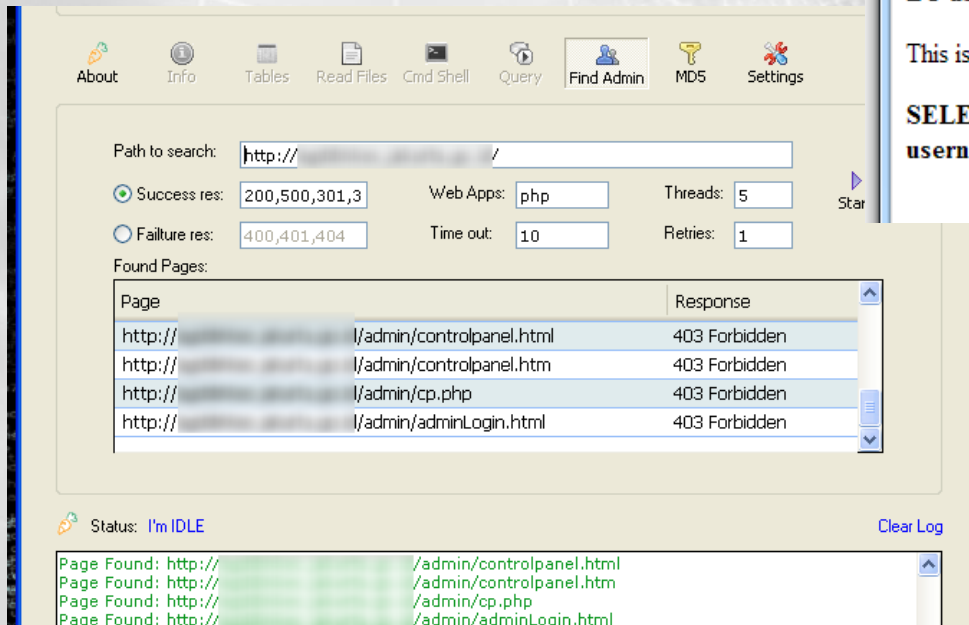 About Info Tables Read Files Cmd Shell Query Find Admin MD5 Settings
This is
SELE
usern
Path to search: http:// /
Success res: 200,500,301,3 Web Apps: php Threads: 5
Star
Failture res: 400,401,404 Time out: 10 Retries: 1
Found Pages:
Page Response
http:// /admin/controlpanel.html 403 Forbidden
http:// /admin/controlpanel.htm 403 Forbidden
http:// /admin/cp.php 403 Forbidden
http:// /admin/adminLogin.html 403 Forbidden
Status: I'm IDLE Clear Log
Page Found: http:// /admin/controlpanel.html
Page Found: http:// /admin/controlpanel.htm
Page Found: http:// /admin/cp.php
Page Found: http:// /admin/adminLogin.html